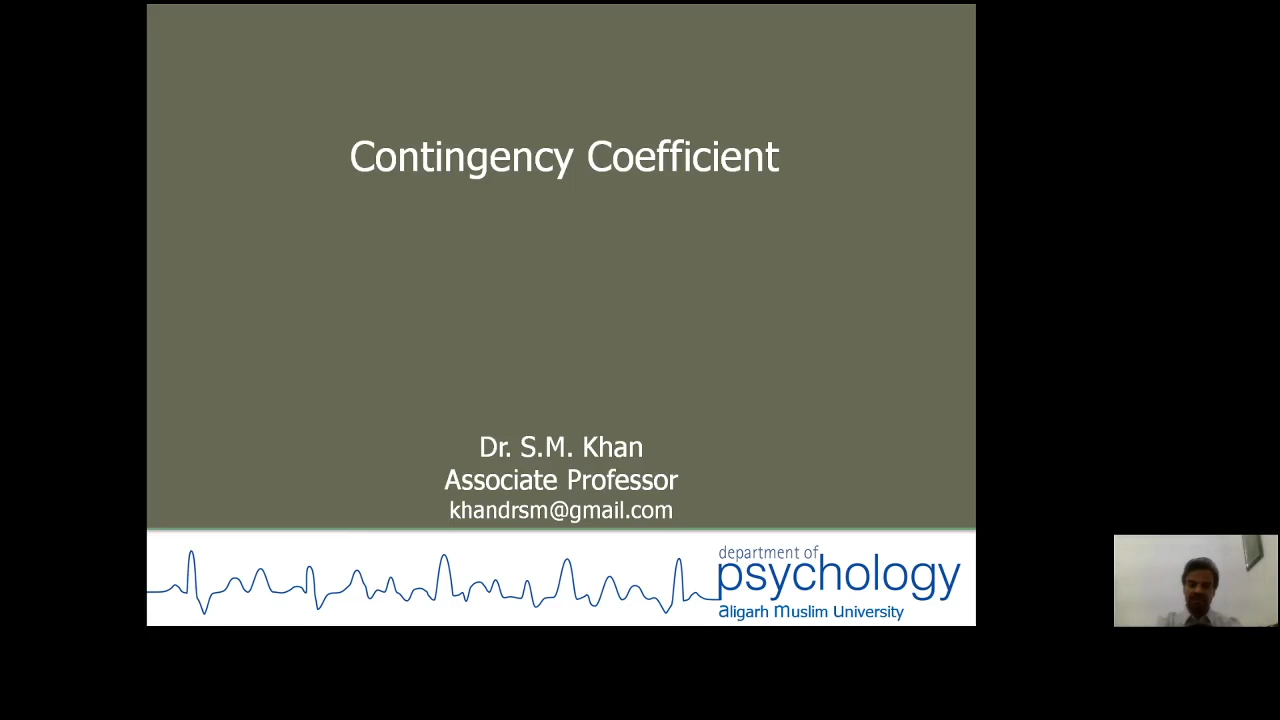 Contingency Coefficient
Dr. S.M. Khan
Associate Professor
khandrsm@gmail.com
department of
psychology
aligarh muslim university